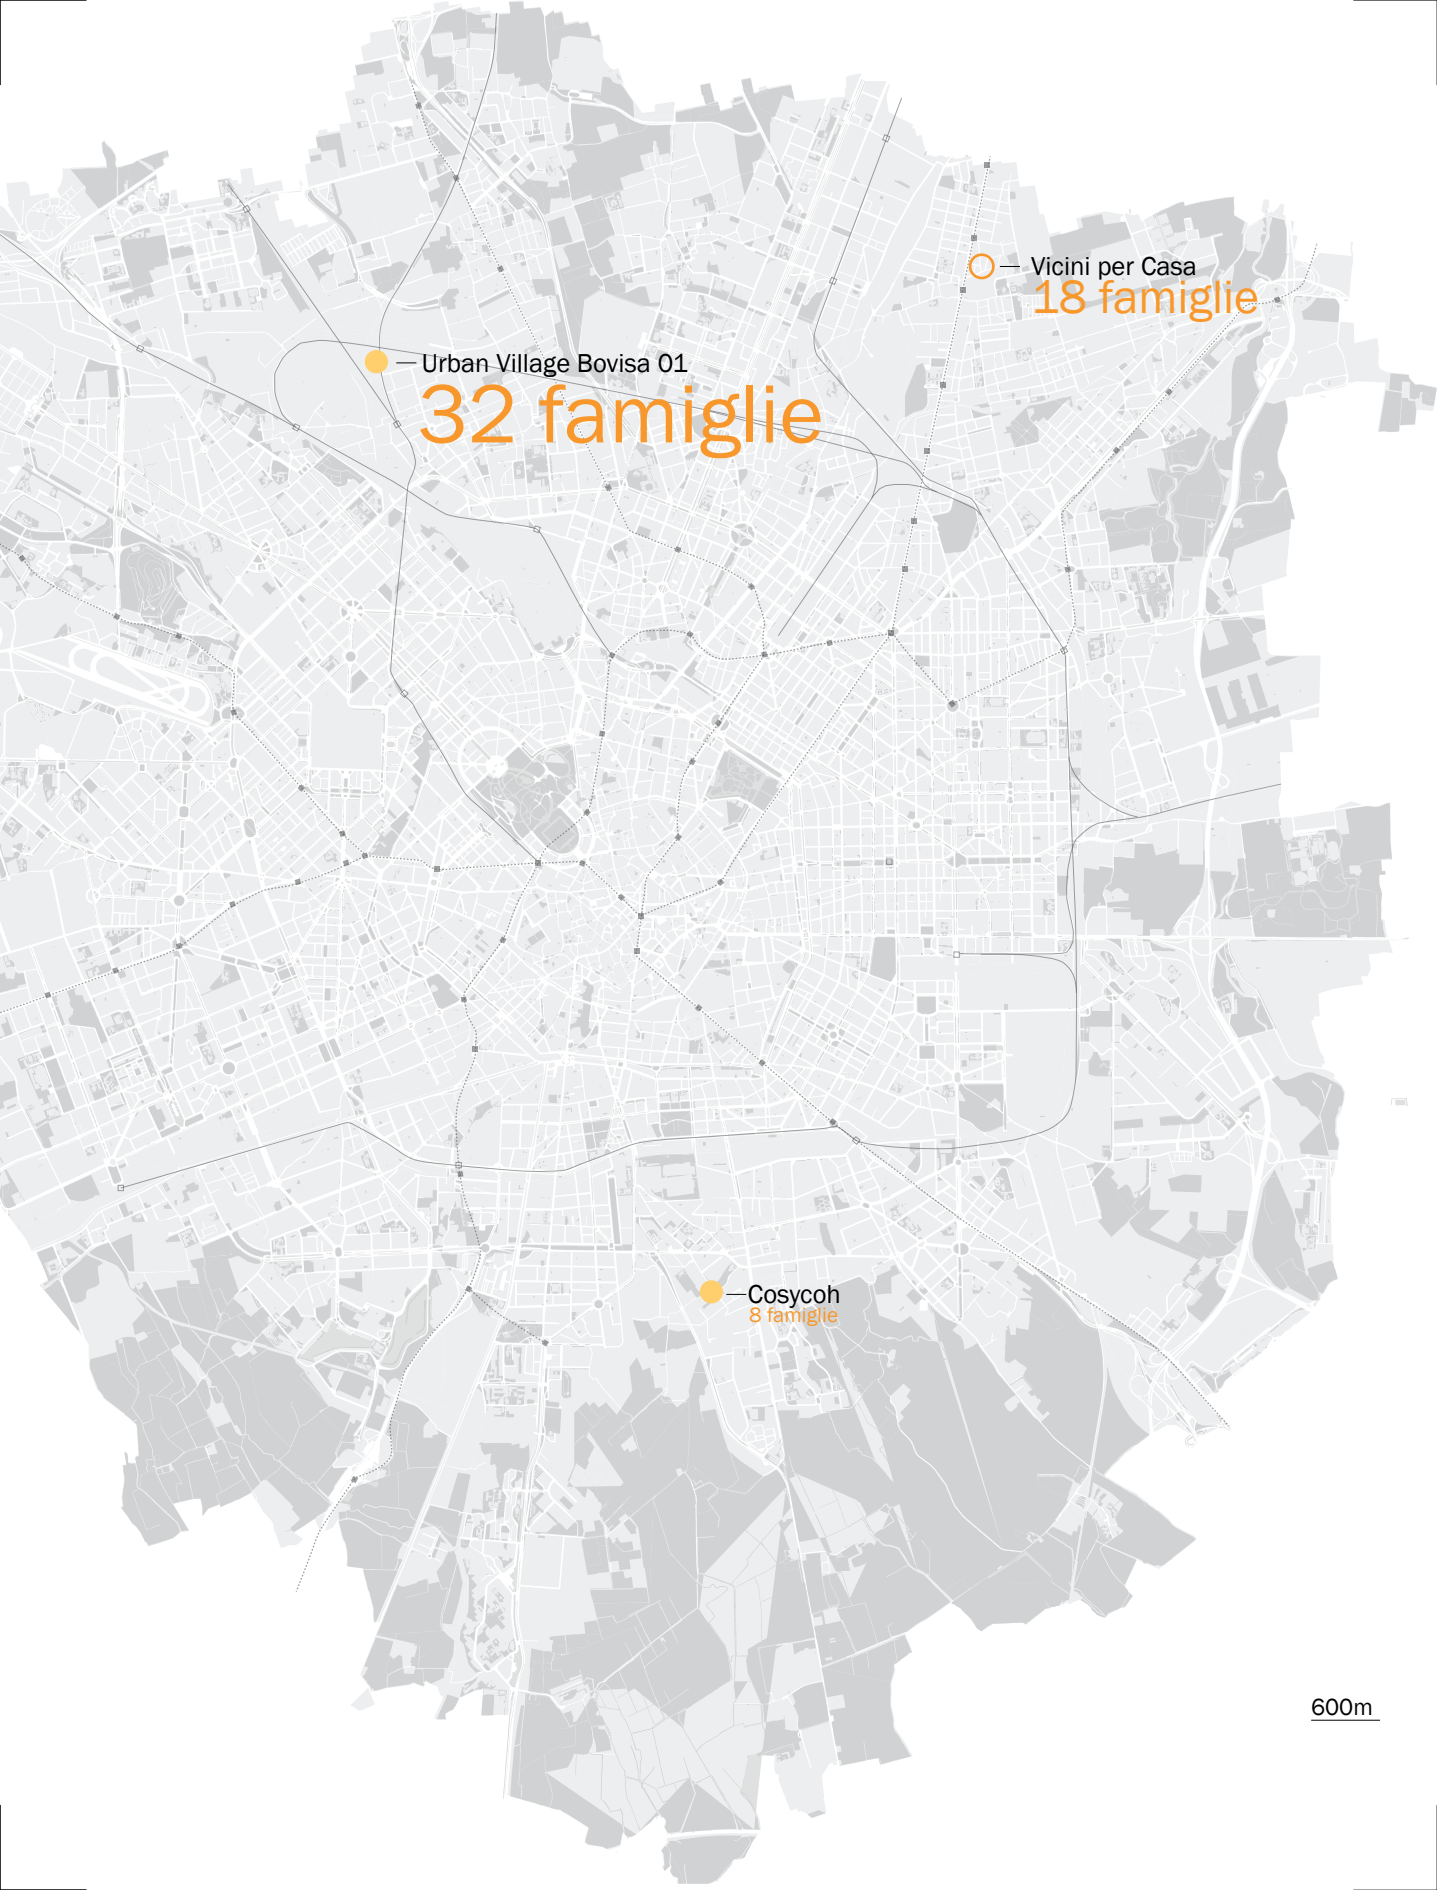 Vicini per Casa
18 famiglie
Urban Village Bovisa 01
32 famiglie
Cosycoh
8 famiglie
600m